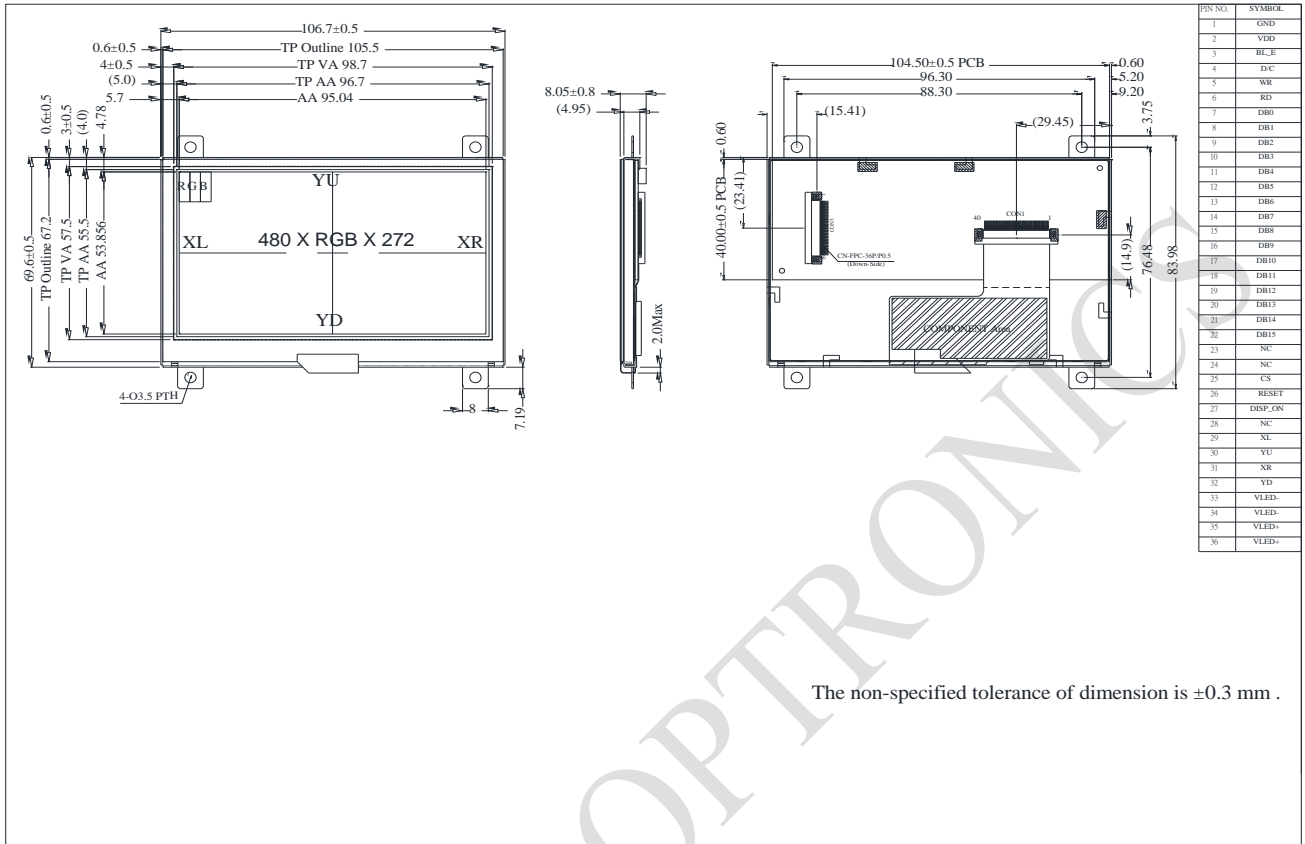 106.7±0.5
0.6±0.5
TP Outline 105.5
4±0.5
TP VA 98.7
(5.0)
TP AA 96.7
5.7
AA 95.04
0.6±0.5
3±0.5
(4.0)
4.78
69.6±0.5
TP Outline 67.2
TP VA 57.5
TP AA 55.5
AA 53.856
RGB
YU
XL
480 X RGB X 272
XR
YD
4-O3.5 PTH
8
7.19
8.05±0.8
(4.95)
2.0Max
104.50±0.5 PCB
0.60
96.30
5.20
88.30
9.20
(15.41)
(29.45)
3.75
0.60
40.00±0.5 PCB
(23.41)
CON3
CN-FPC-36P/P0.5
(Down-Side)
40
CON1
1
(14.9)
76.48
83.98
COMPONENT Area
PIN NO. SYMBOL
1 GND
2 VDD
3 BL_E
4 D/C
5 WR
6 RD
7 DB0
8 DB1
9 DB2
10 DB3
11 DB4
12 DB5
13 DB6
14 DB7
15 DB8
16 DB9
17 DB10
18 DB11
19 DB12
20 DB13
21 DB14
22 DB15
23 NC
24 NC
25 CS
26 RESET
27 DISP_ON
28 NC
29 XL
30 YU
31 XR
32 YD
33 VLED-
34 VLED-
35 VLED+
36 VLED+
The non-specified tolerance of dimension is ±0.3 mm .
OPTRONICS